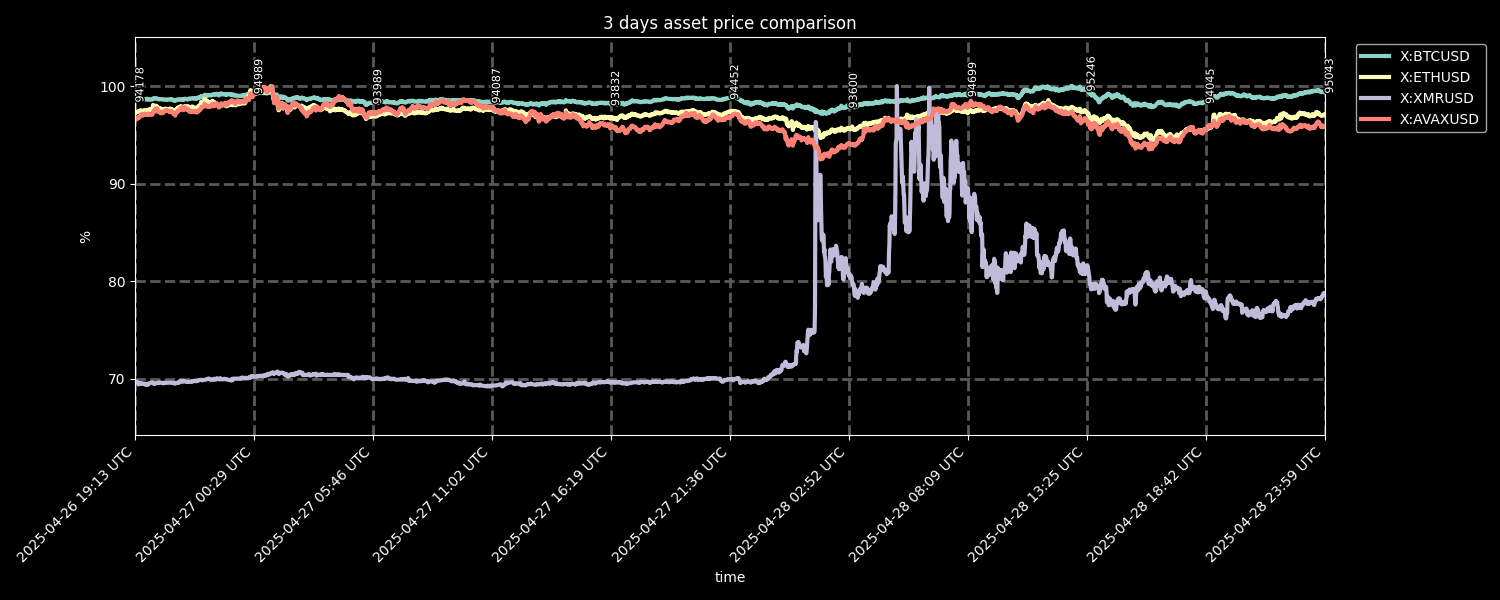 3 days asset price comparison
X:BTCUSD
X:ETHUSD
X:XMRUSD
X:AVAXUSD
100
90
80
70
%
94178
94989
93989
94087
93832
94452
93600
94699
95246
94045
95043
2025-04-26 19:13 UTC
2025-04-27 00:29 UTC
2025-04-27 05:46 UTC
2025-04-27 11:02 UTC
2025-04-27 16:19 UTC
2025-04-27 21:36 UTC
2025-04-28 02:52 UTC
2025-04-28 08:09 UTC
2025-04-28 13:25 UTC
2025-04-28 18:42 UTC
2025-04-28 23:59 UTC
time